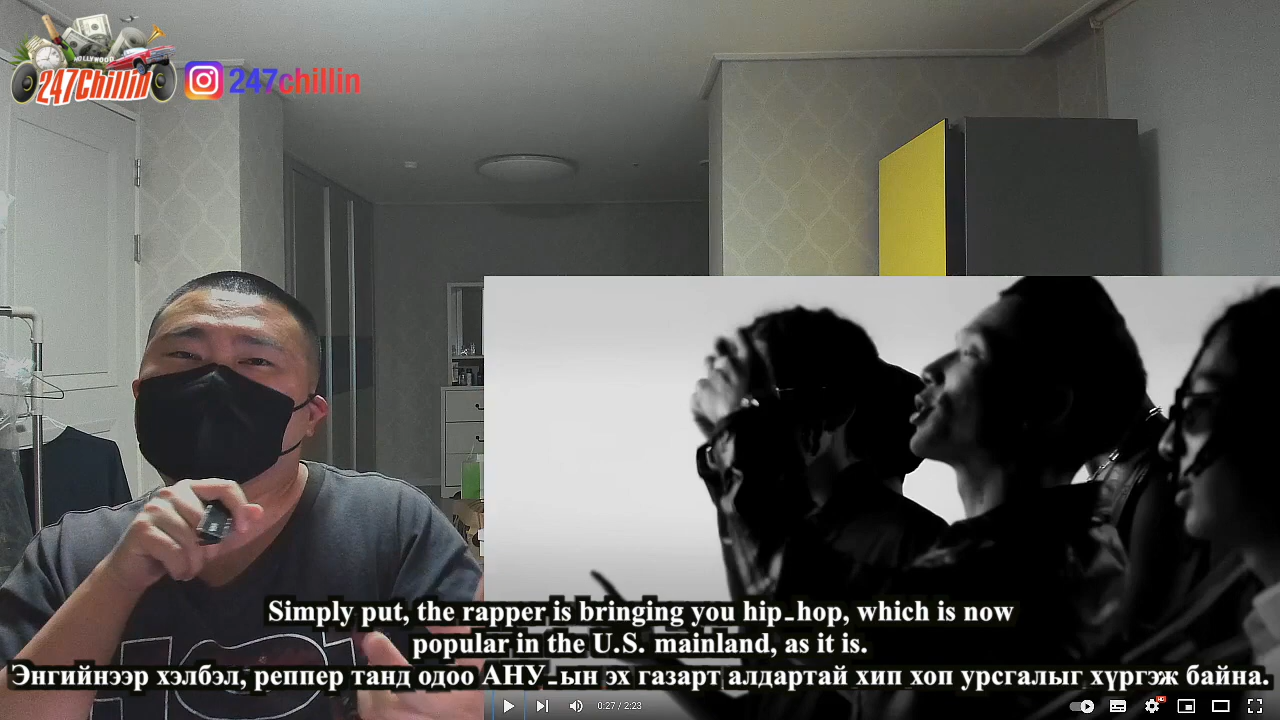 HOLLYWOOD
247Chillin
247chillin
Simply put, the rapper is bringing you hip-hop, which is now
popular in the U.S. mainland, as it is.
Энгийнээр хэлбэл, реппер танд одоо АНУ-ын эх газарт алдартай хип хоп урсгалыг хүргэж байна.
0:27 / 2:23
HD